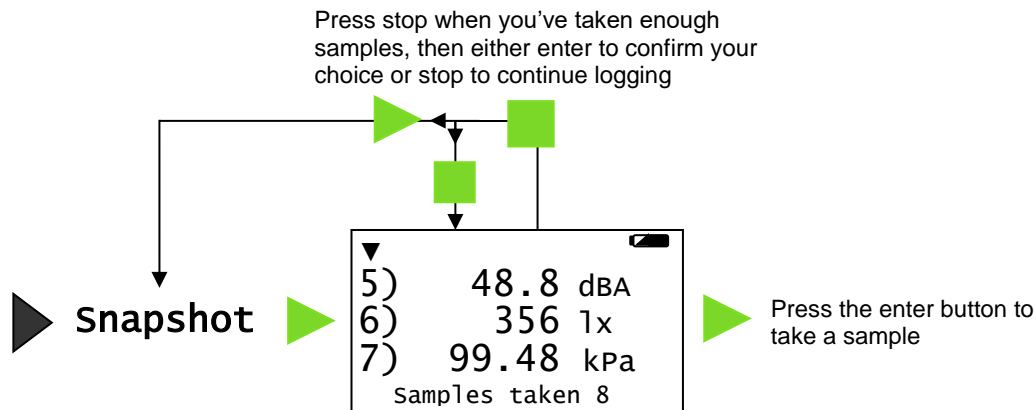 Press stop when you've taken enough
samples, then either enter to confirm your
choice or stop to continue logging
Snapshot
5) 48.8 dBA
6) 356 lx
7) 99.48 kPa
Samples taken 8
Press the enter button to
take a sample